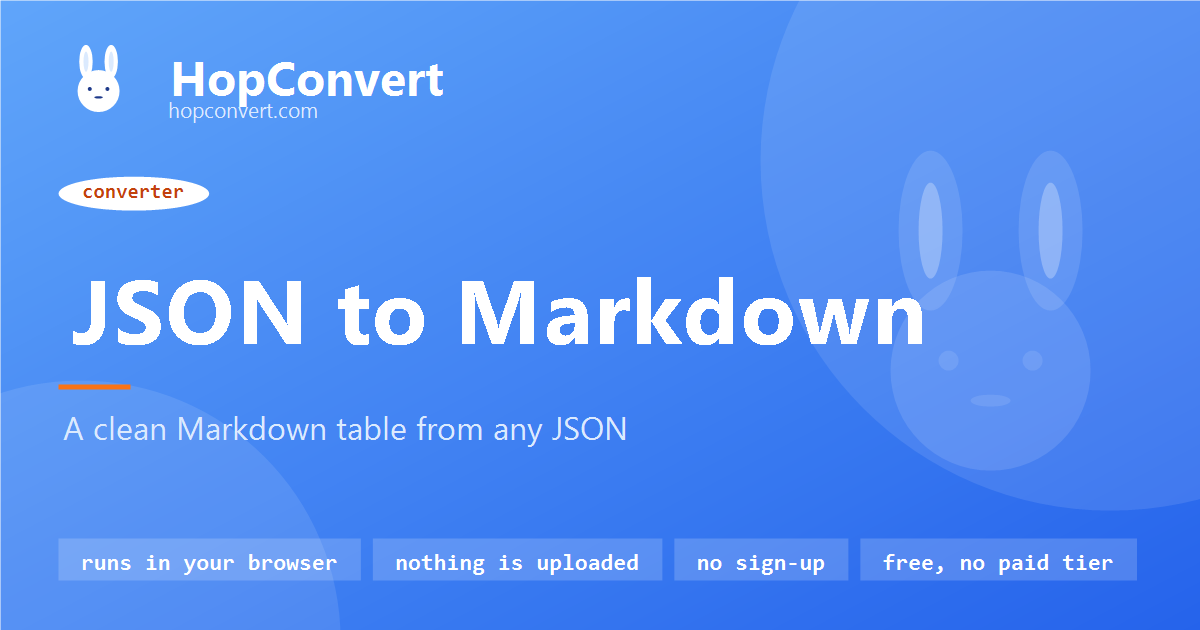 HopConvert
hopconvert.com
converter
JSON to Markdown
A clean Markdown table from any JSON
runs in your browser
nothing is uploaded
no sign-up
free, no paid tier